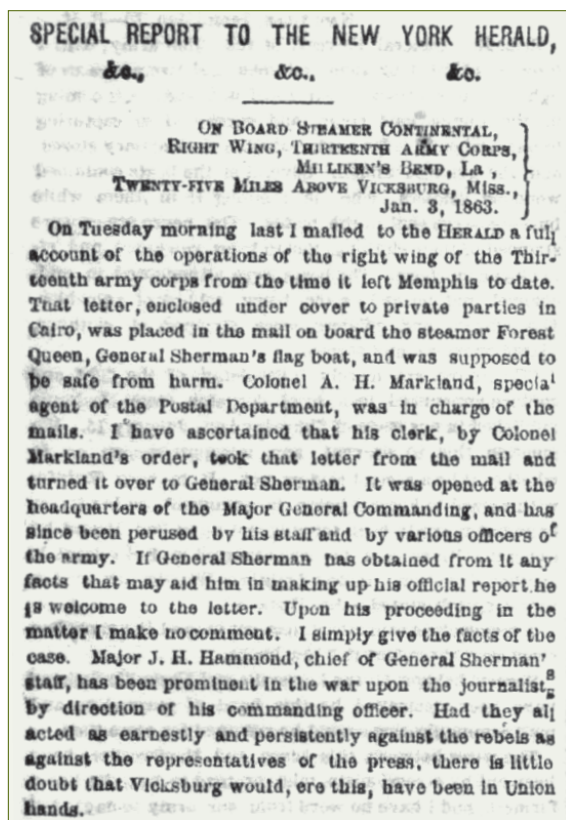 SPECIAL REPORT TO THE NEW YORK HERALD,
&c., &c., &c.
ON BOARD STEAMER CONTINENTAL,
RIGHT WING, THIRTEENTH ARMY CORPS,
MILLIKEN'S BEND, La ,
TWENTY-FIVE MILES ABOVE VICKSBURG, MISS.,
Jan. 3, 1863.
On Tuesday morning last I mailed to the HERALD a full
account of the operations of the right wing of the Thir-
teenth army corps from the time it left Memphis to date.
That letter, enclosed under cover to private parties in
Cairo, was placed in the mail on board the steamer Forest
Queen, General Sherman's flag boat, and was supposed to
be safe from harm. Colonel A. H. Markland, special
agent of the Postal Department, was in charge of the
mails. I have ascertained that his clerk, by Colonel
Markland's order, took that letter from the mail and
turned it over to General Sherman. It was opened at the
headquarters of the Major General Commanding, and has
since been perused by his staff and by various officers of
the army. If General Sherman has obtained from it any
facts that may aid him in making up his official report he
is welcome to the letter. Upon his proceeding in the
matter I make no comment. I simply give the facts of the
case. Major J. H. Hammond, chief of General Sherman's
staff, has been prominent in the war upon the journalists
by direction of his commanding officer. Had they all
acted as earnestly and persistently against the rebels as
against the representatives of the press, there is little
doubt that Vicksburg would, ere this, have been in Union
hands.